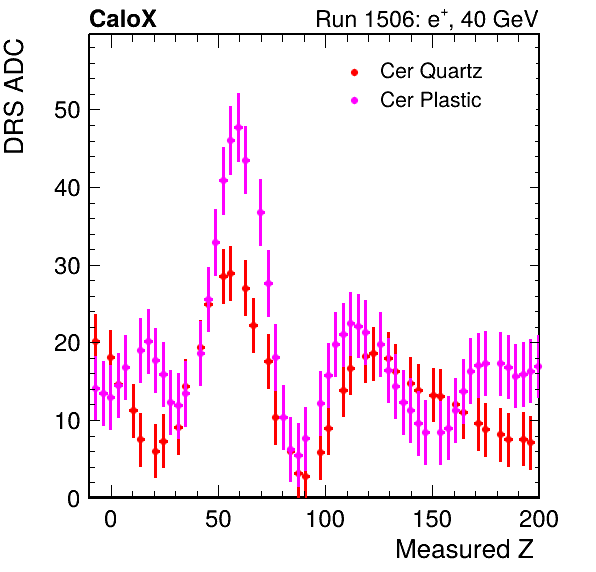 CaloX Run 1506: e⁺, 40 GeV
DRS ADC
Cer Quartz
Cer Plastic
50
40
30
20
10
0
0 50 100 150 200
Measured Z